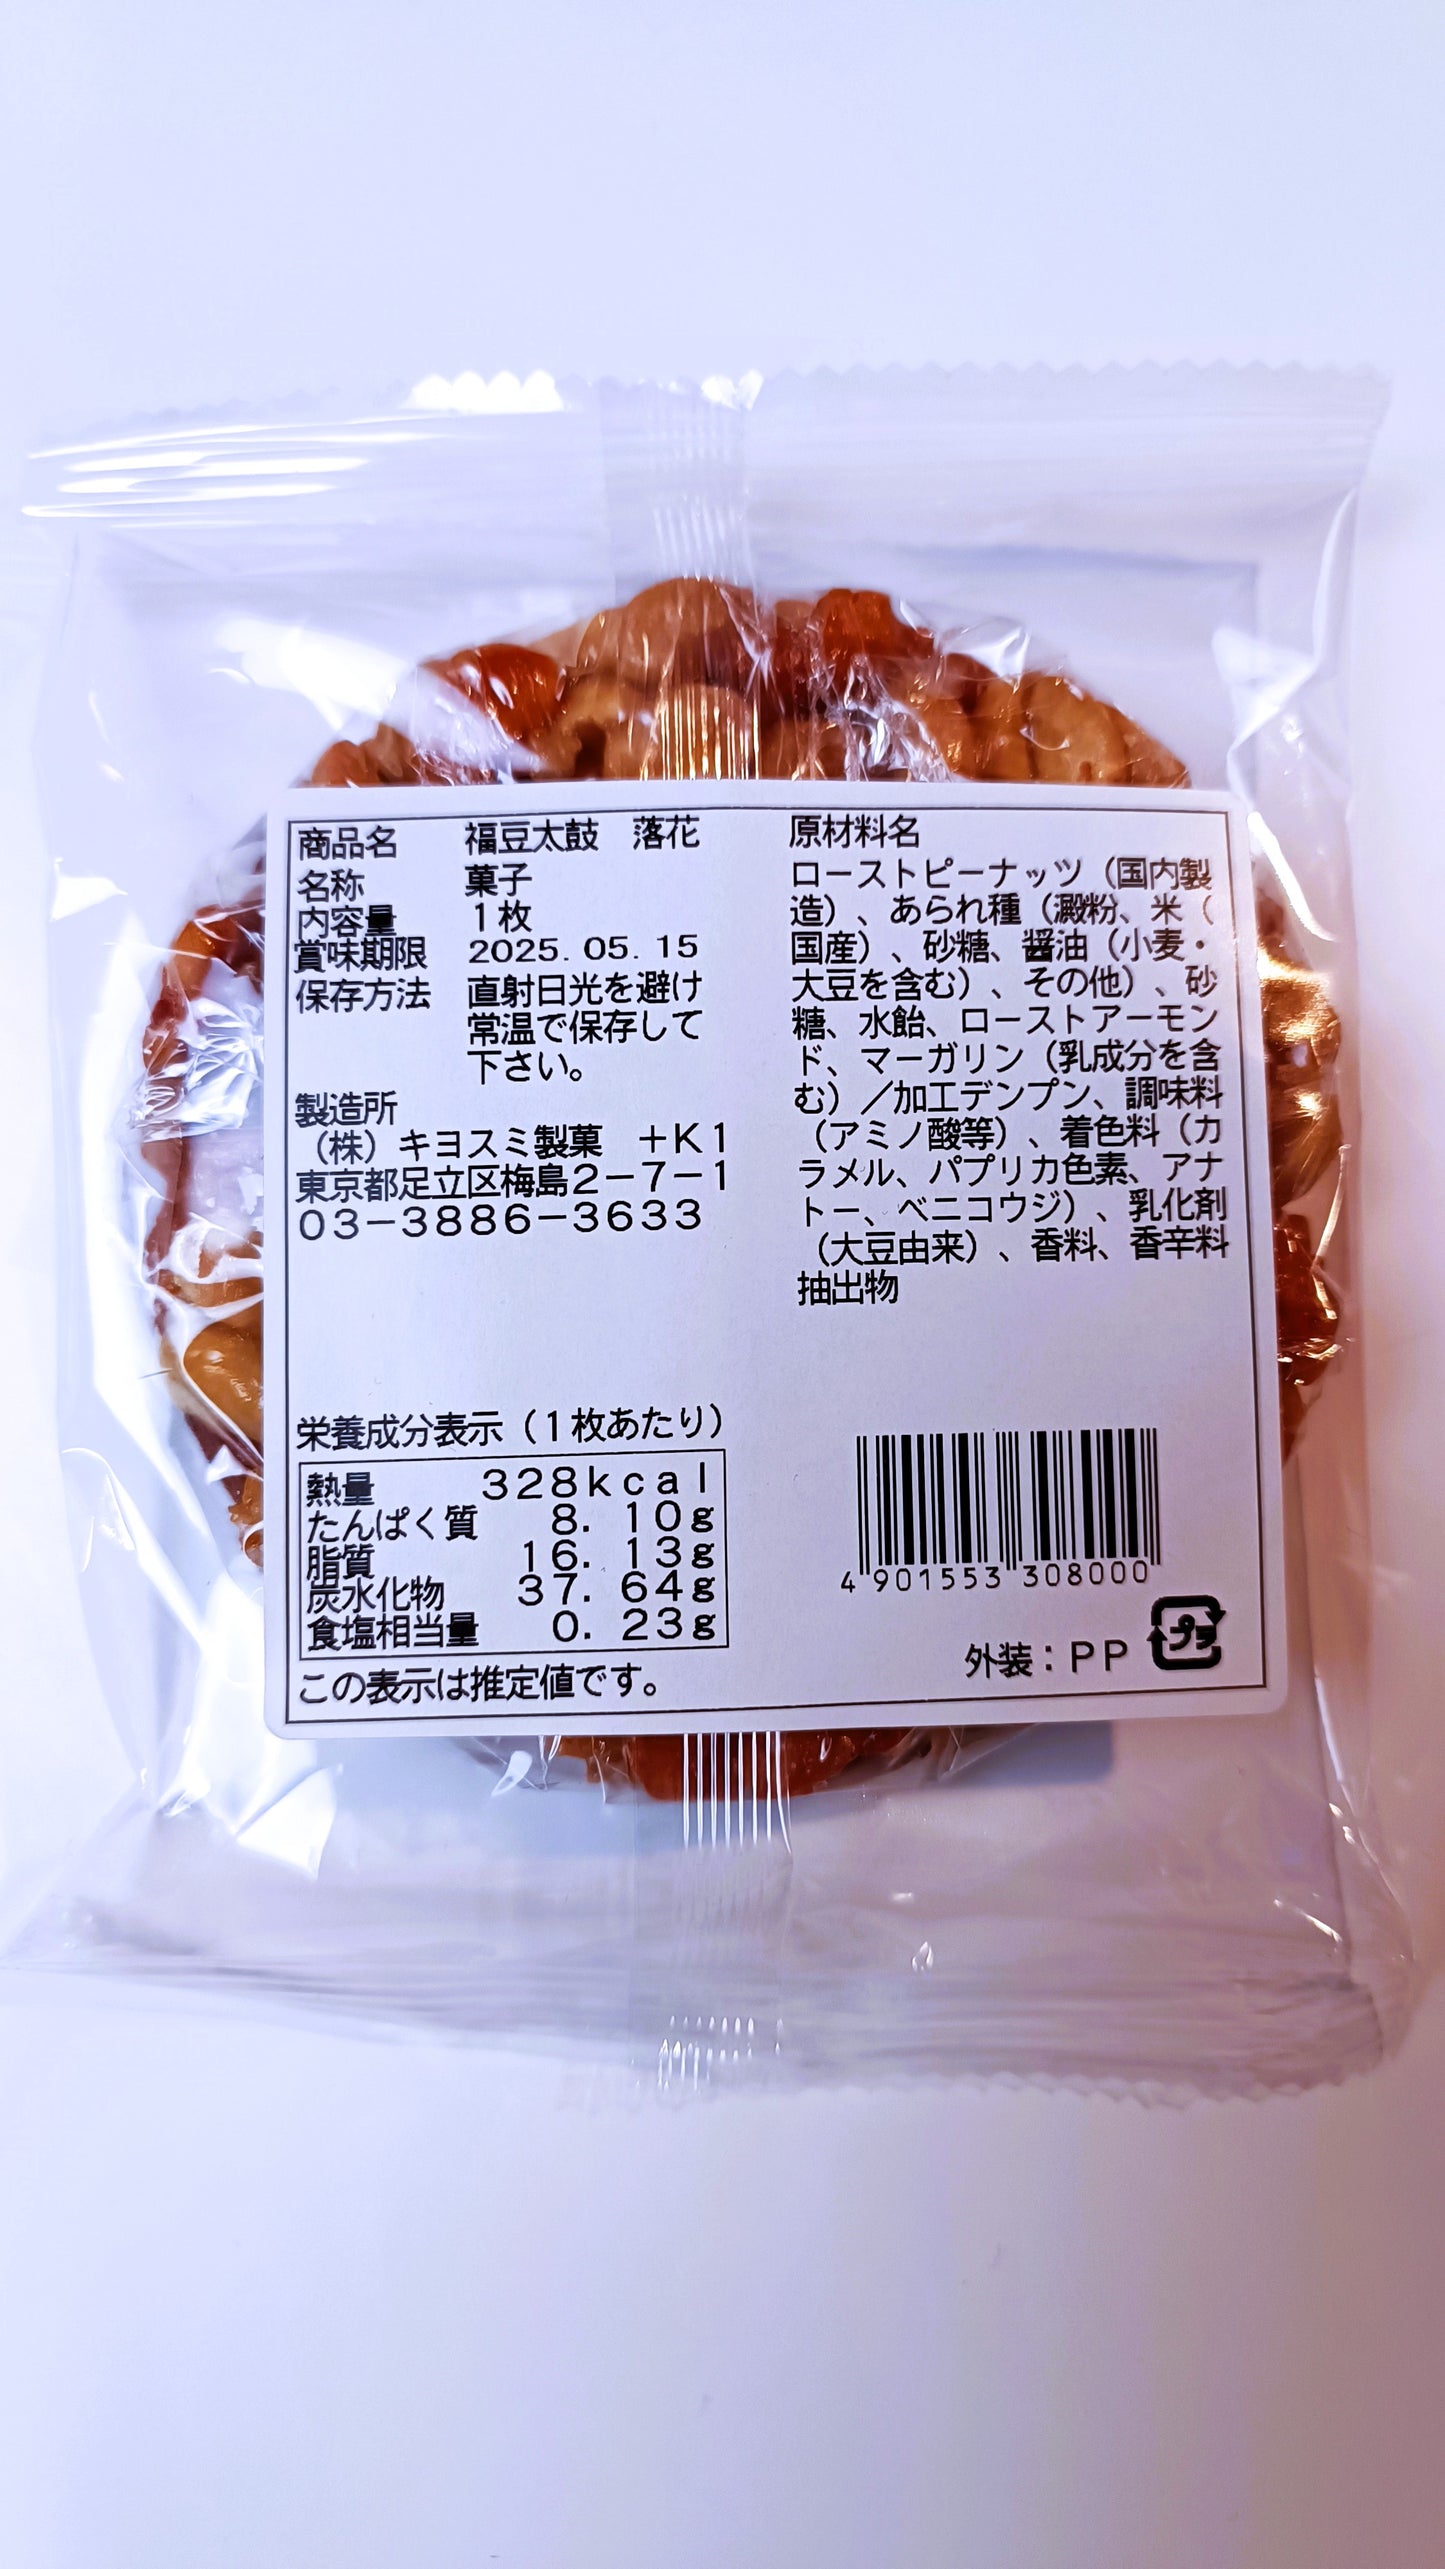 商品名　福豆太鼓　落花
名称　菓子
内容量　１枚
賞味期限　2025.05.15
保存方法　直射日光を避け
常温で保存して
下さい。
製造所
（株）キヨスミ製菓　＋Ｋ１
東京都足立区梅島２－７－１
０３－３８８６－３６３３
原材料名
ローストピーナッツ（国内製
造）、あられ種（澱粉、米（
国産）、砂糖、醤油（小麦・
大豆を含む）、その他）、砂
糖、水飴、ローストアーモン
ド、マーガリン（乳成分を含
む）／加工デンプン、調味料
（アミノ酸等）、着色料（カ
ラメル、パプリカ色素、アナ
トー、ベニコウジ）、乳化剤
（大豆由来）、香料、香辛料
抽出物
栄養成分表示（１枚あたり）
熱量　３２８ｋｃａｌ
たんぱく質　８．１０ｇ
脂質　１６．１３ｇ
炭水化物　３７．６４ｇ
食塩相当量　０．２３ｇ
この表示は推定値です。
4 901553 308000
外装：ＰＰ　プラ